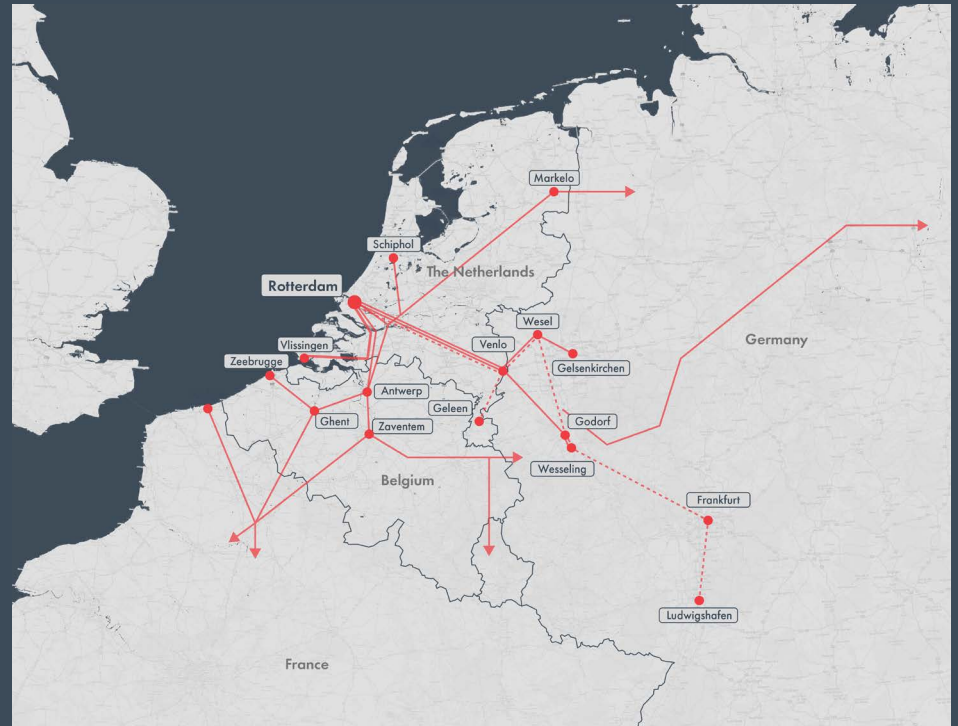 Markelo
Schiphol
The Netherlands
Rotterdam
Wesel
Venlo
Vlissingen
Germany
Zeebrugge
Gelsenkirchen
Antwerp
Geleen
Ghent
Zaventem
Godorf
Wesseling
Belgium
Frankfurt
Ludwigshafen
France